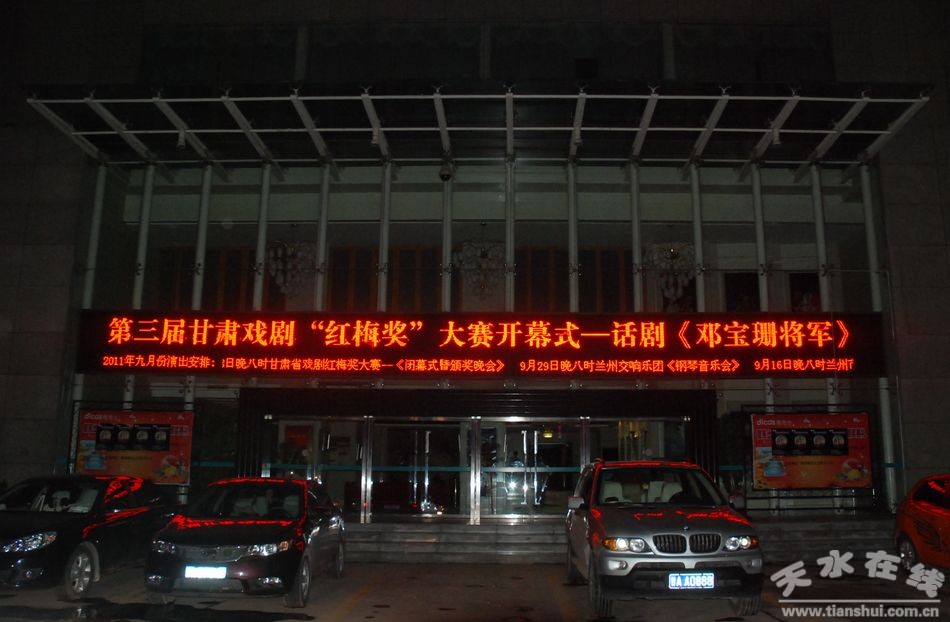 第三届甘肃戏剧“红梅奖”大赛开幕式—话剧《邓宝珊将军》
2011年九月份演出安排: 2日晚八时甘肃省戏剧红梅奖大赛--《闭幕式暨颁奖晚会》 9月29日晚八时兰州交响乐团《钢琴音乐会》 9月16日晚八时兰州
dicos
dicos
天水在线
www.tianshui.com.cn